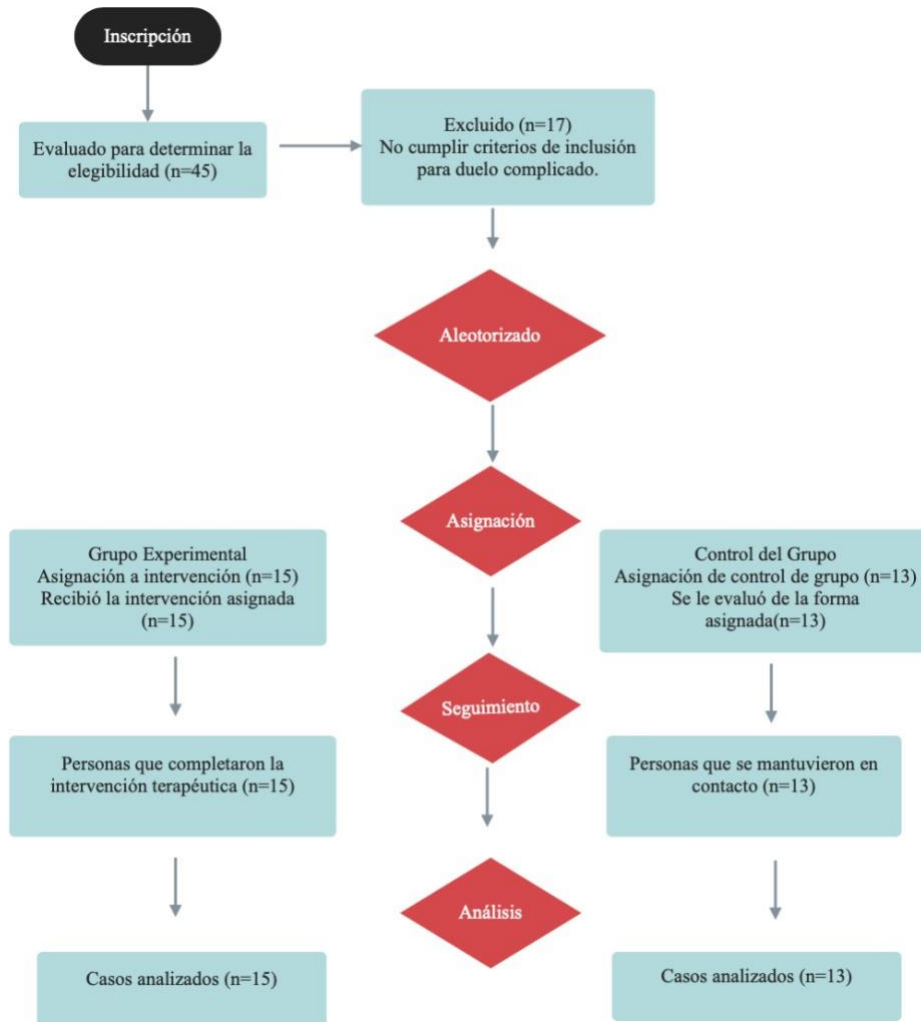 Inscripción
Evaluado para determinar la
elegibilidad (n=45)
Excluido (n=17)
No cumplir criterios de inclusión
para duelo complicado.
Aleotorizado
Asignación
Grupo Experimental
Asignación a intervención (n=15)
Recibió la intervención asignada
(n=15)
Control del Grupo
Asignación de control de grupo (n=13)
Se le evaluó de la forma
asignada(n=13)
Seguimiento
Personas que completaron la
intervención terapéutica (n=15)
Personas que se mantuvieron en
contacto (n=13)
Análisis
Casos analizados (n=15)
Casos analizados (n=13)